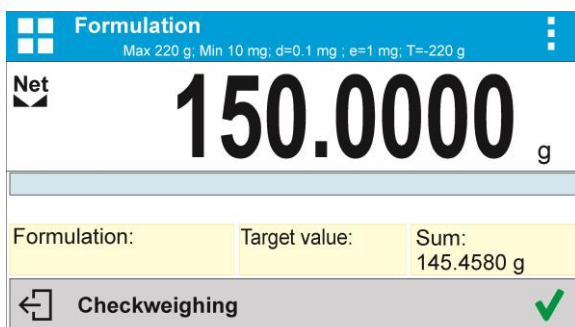 Formulation
Max 220 g; Min 10 mg; d=0.1 mg ; e=1 mg; T=-220 g
Net
150.0000 g
Formulation:
Target value:
Sum:
145.4580 g
Checkweighing